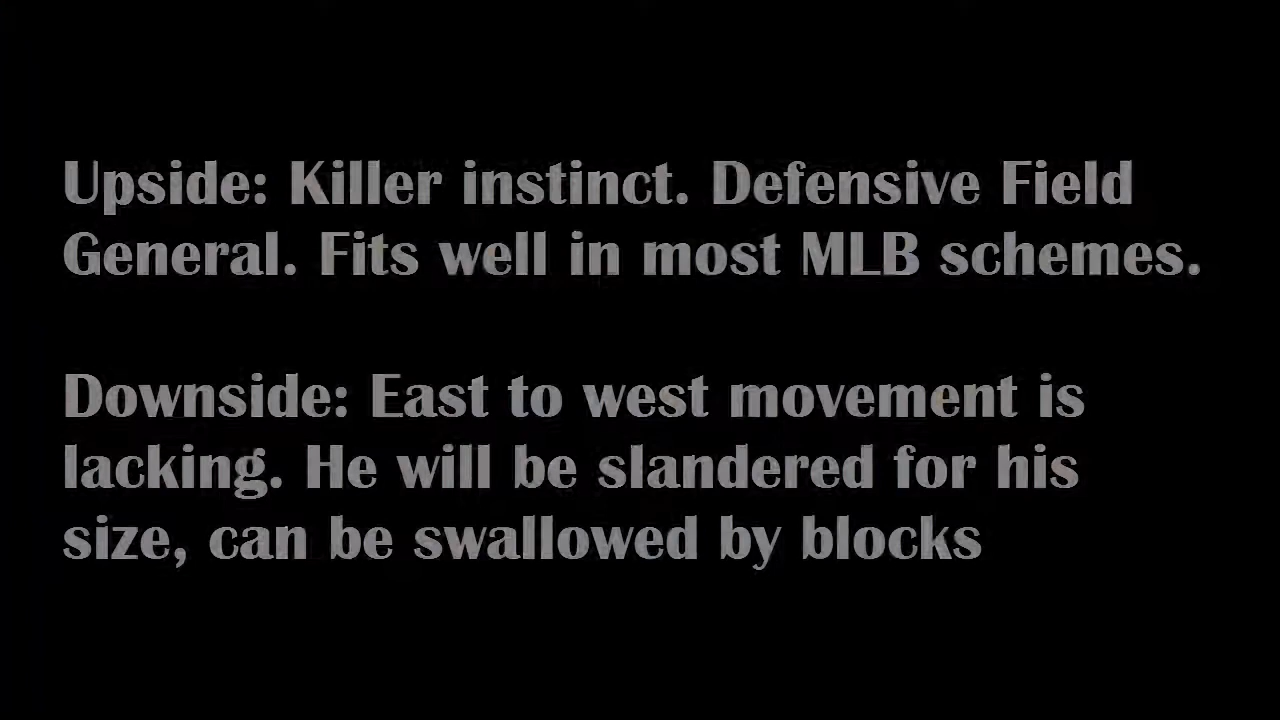 Upside: Killer instinct. Defensive Field
General. Fits well in most MLB schemes.
Downside: East to west movement is
lacking. He will be slandered for his
size, can be swallowed by blocks